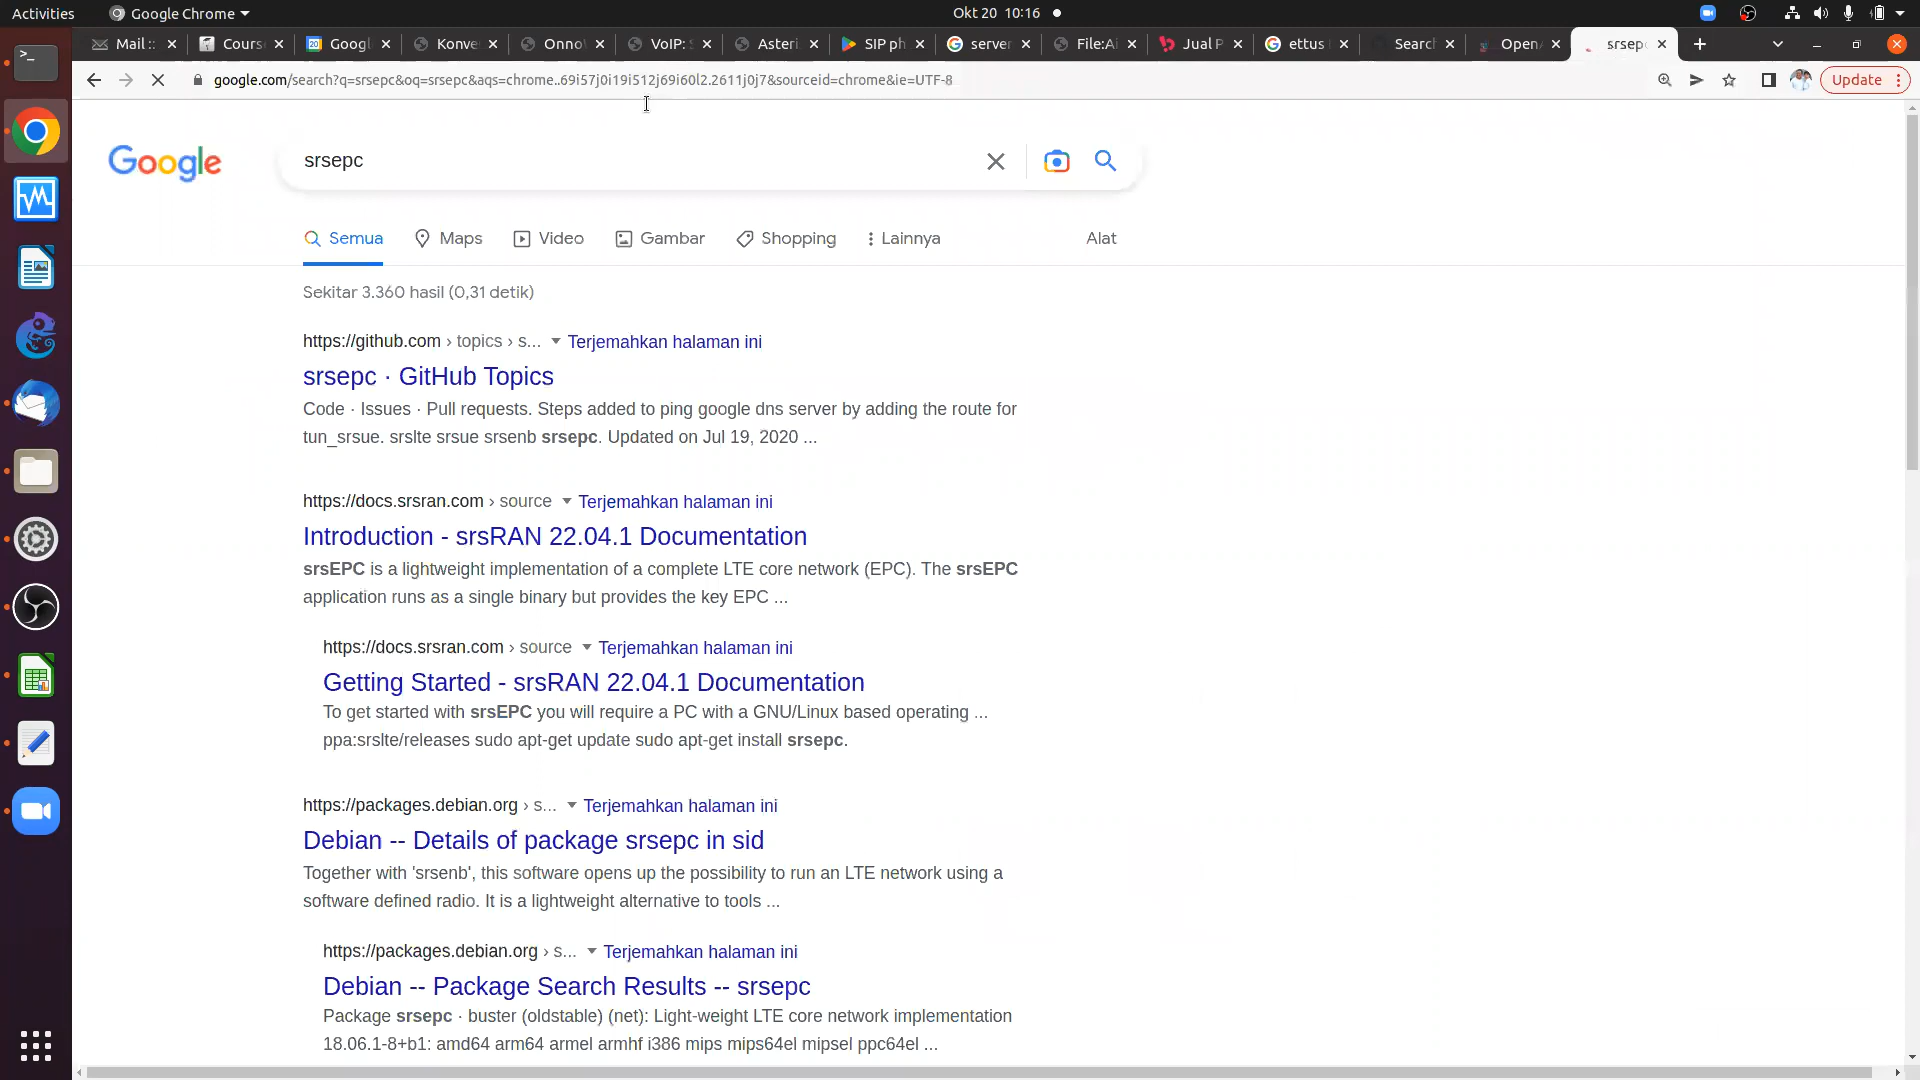 Activities
Google Chrome
Okt 20 10:16
Mail ::
Cours
Googl
Konve
Onno
VoIP: S
Asteri
SIP ph
server
File:Ai
Jual P
ettus
Search
OpenA
srsep
google.com/search?q=srsepc&oq=srsepc&aqs=chrome..69i57j0i19i512j69i60l2.2611j0j7&sourceid=chrome&ie=UTF-8
Update
Google
srsepc
Semua
Maps
Video
Gambar
Shopping
Lainnya
Alat
Sekitar 3.360 hasil (0,31 detik)
https://github.com › topics › s... Terjemahkan halaman ini
srsepc · GitHub Topics
Code · Issues · Pull requests. Steps added to ping google dns server by adding the route for
tun_srsue. srslte srsue srsenb srsepc. Updated on Jul 19, 2020 ...
https://docs.srsran.com › source Terjemahkan halaman ini
Introduction - srsRAN 22.04.1 Documentation
srsEPC is a lightweight implementation of a complete LTE core network (EPC). The srsEPC
application runs as a single binary but provides the key EPC ...
https://docs.srsran.com › source Terjemahkan halaman ini
Getting Started - srsRAN 22.04.1 Documentation
To get started with srsEPC you will require a PC with a GNU/Linux based operating ...
ppa:srslte/releases sudo apt-get update sudo apt-get install srsepc.
https://packages.debian.org › s... Terjemahkan halaman ini
Debian -- Details of package srsepc in sid
Together with 'srsenb', this software opens up the possibility to run an LTE network using a
software defined radio. It is a lightweight alternative to tools ...
https://packages.debian.org › s... Terjemahkan halaman ini
Debian -- Package Search Results -- srsepc
Package srsepc · buster (oldstable) (net): Light-weight LTE core network implementation
18.06.1-8+b1: amd64 arm64 armel armhf i386 mips mips64el mipsel ppc64el ...